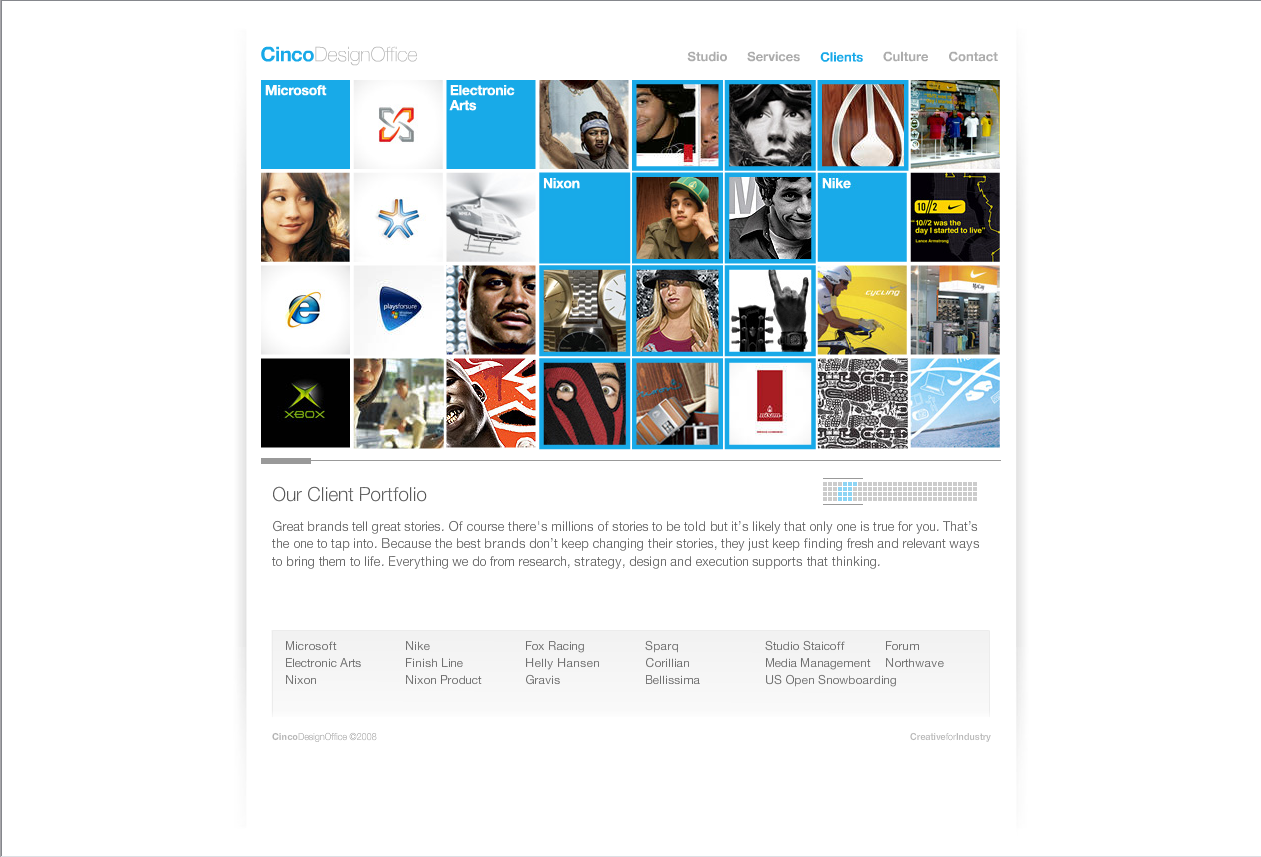 CincoDesignOffice
Studio Services Clients Culture Contact
Microsoft
Electronic
Arts
Nixon
Nike
10//2
"10//2 was the
day I started to live"
Lance Armstrong
playsforsure
cycling
XBOX
nixon
Our Client Portfolio
Great brands tell great stories. Of course there's millions of stories to be told but it's likely that only one is true for you. That's
the one to tap into. Because the best brands don't keep changing their stories, they just keep finding fresh and relevant ways
to bring them to life. Everything we do from research, strategy, design and execution supports that thinking.
Microsoft Nike Fox Racing Sparq Studio Staicoff Forum
Electronic Arts Finish Line Helly Hansen Corillian Media Management Northwave
Nixon Nixon Product Gravis Bellissima US Open Snowboarding
CincoDesignOffice ©2008
CreativeforIndustry